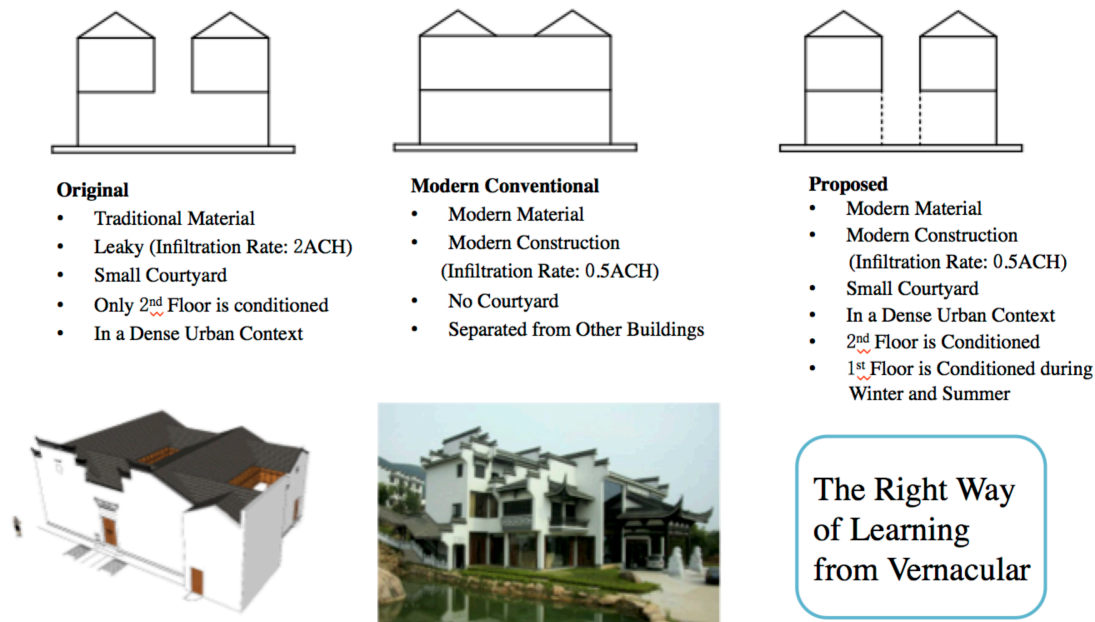 Original
• Traditional Material
• Leaky (Infiltration Rate: 2ACH)
• Small Courtyard
• Only 2nd Floor is conditioned
• In a Dense Urban Context
Modern Conventional
• Modern Material
• Modern Construction
(Infiltration Rate: 0.5ACH)
• No Courtyard
• Separated from Other Buildings
Proposed
• Modern Material
• Modern Construction
(Infiltration Rate: 0.5ACH)
• Small Courtyard
• In a Dense Urban Context
• 2nd Floor is Conditioned
• 1st Floor is Conditioned during
Winter and Summer
The Right Way
of Learning
from Vernacular